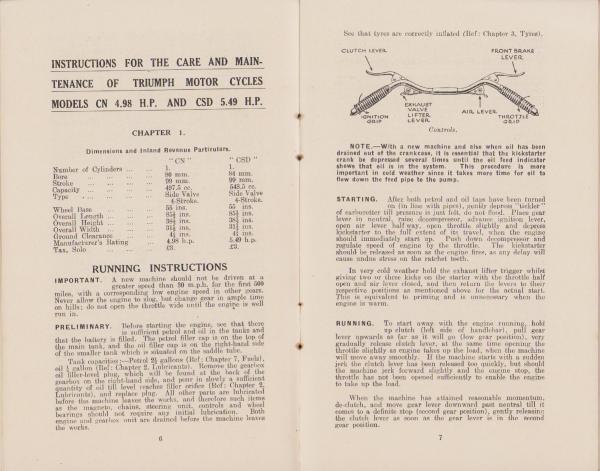 INSTRUCTIONS FOR THE CARE AND MAIN-
TENANCE OF TRIUMPH MOTOR CYCLES
MODELS CN 4.98 H.P. AND CSD 5.49 H.P.
CHAPTER 1.
Dimensions and Inland Revenue Particulars.
"CN" "CSD"
Number of Cylinders ... ... 1. 1.
Bore ... ... ... ... 80 mm. 84 mm.
Stroke ... ... ... ... 99 mm. 99 mm.
Capacity ... ... ... ... 497.5 cc. 548.5 cc.
Type ... ... ... ... Side Valve Side Valve
4-Stroke. 4-Stroke.
Wheel Base ... ... ... 55 ins. 55 ins.
Overall Length ... ... ... 85½ ins. 85½ ins.
Overall Height ... ... ... 38½ ins. 38½ ins.
Overall Width ... ... ... 31½ ins. 31½ ins.
Ground Clearance ... ... 4½ ins. 4½ ins.
Manufacturer's Rating ... ... 4.98 h.p. 5.49 h.p.
Tax, Solo ... ... ... £3. £3.
RUNNING INSTRUCTIONS
IMPORTANT. A new machine should not be driven at a
greater speed than 30 m.p.h. for the first 500
miles, with a corresponding low engine speed in other gears.
Never allow the engine to slog, but change gear in ample time
on hills; do not open the throttle wide until the engine is well
run in.
PRELIMINARY. Before starting the engine, see that there
is sufficient petrol and oil in the tanks and
that the battery is filled. The petrol filler cap is on the top of
the main tank, and the oil filler cap is on the right-hand side
of the smaller tank which is situated on the saddle tube.
Tank capacities:—Petrol 2½ gallons (Ref: Chapter 7, Fuels),
oil ½ gallon (Ref: Chapter 2, Lubricants). Remove the gearbox
oil filler-level plug, which will be found at the back of the
gearbox on the right-hand side, and pour in slowly a sufficient
quantity of oil till level reaches filler orifice (Ref: Chapter 2,
Lubricants), and replace plug. All other parts are lubricated
before the machine leaves the works, and therefore such items
as the magneto, chains, steering unit, controls and wheel
bearings should not require any initial lubrication. Both
engine and gearbox unit are drained before the machine leaves
the works.
6
See that tyres are correctly inflated (Ref: Chapter 3, Tyres).
CLUTCH LEVER
FRONT BRAKE
LEVER
IGNITION
GRIP
EXHAUST
VALVE
LIFTER
LEVER
AIR LEVER
THROTTLE
GRIP
Controls.
NOTE.—With a new machine and also when oil has been
drained out of the crankcase, it is essential that the kickstarter
crank be depressed several times until the oil feed indicator
shows that oil is in the system. This procedure is more
important in cold weather since it takes more time for oil to
flow down the feed pipe to the pump.
STARTING. After both petrol and oil taps have been turned
on (in line with pipes), gently depress "tickler"
of carburetter till pressure is just felt, do not flood. Place gear
lever in neutral, raise decompressor, advance ignition lever,
open air lever half way, open throttle slightly and depress
kickstarter to the full extent of its travel, when the engine
should immediately start up. Push down decompressor and
regulate speed of engine by the throttle. The kickstarter
should be released as soon as the engine fires, as any delay will
cause undue stress on the ratchet teeth.
In very cold weather hold the exhaust lifter trigger whilst
giving two or three kicks on the starter with the throttle half
open and air lever closed, and then return the levers to their
respective positions as mentioned above for the actual start.
This is equivalent to priming and is unnecessary when the
engine is warm.
RUNNING. To start away with the engine running, hold
up clutch (left side of handlebar), pull gear
lever upwards as far as it will go (low gear position), very
gradually release clutch lever, at the same time opening the
throttle slightly as engine takes up the load, when the machine
will move away smoothly. If the machine starts with a sudden
jerk the clutch lever has been released too quickly, but should
the machine jerk forward slightly and the engine stop, the
throttle has not been opened sufficiently to enable the engine
to take up the load.
When the machine has attained reasonable momentum,
de-clutch, and move gear lever downward past neutral till it
comes to a definite stop (second gear position), gently releasing
the clutch lever as soon as the gear lever is in the second
gear position.
7